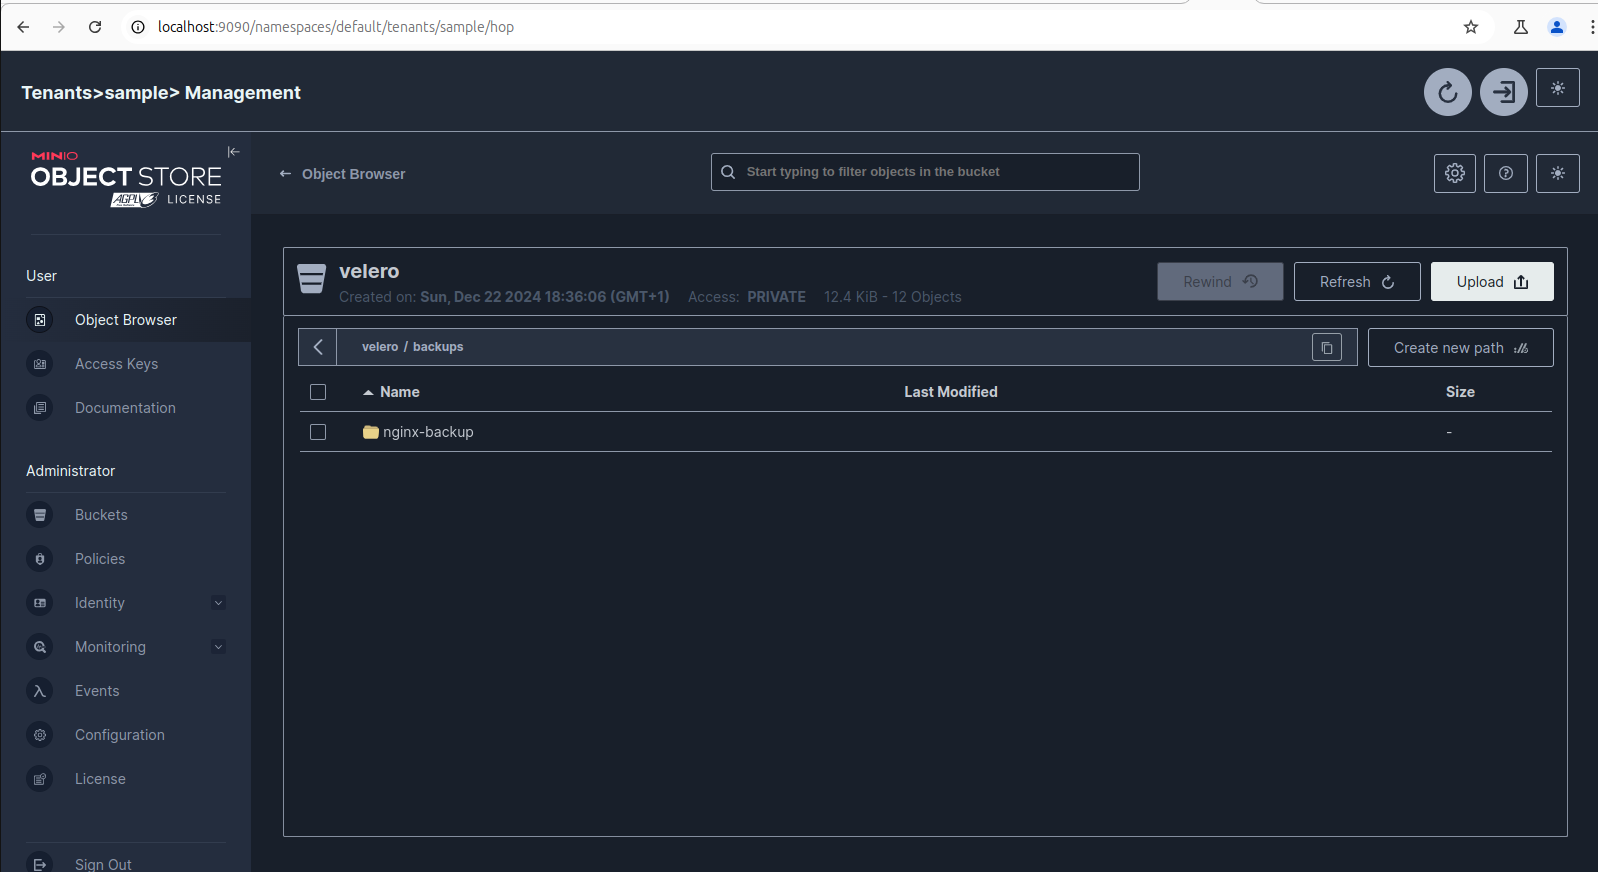 localhost:9090/namespaces/default/tenants/sample/hop
Tenants>sample> Management
MINIO
OBJECT STORE
AGPL LICENSE
Object Browser
Start typing to filter objects in the bucket
User
Object Browser
Access Keys
Documentation
Administrator
Buckets
Policies
Identity
Monitoring
Events
Configuration
License
Sign Out
velero
Created on: Sun, Dec 22 2024 18:36:06 (GMT+1) Access: PRIVATE 12.4 KiB - 12 Objects
Rewind
Refresh
Upload
velero / backups
Create new path
Name Last Modified Size
nginx-backup -